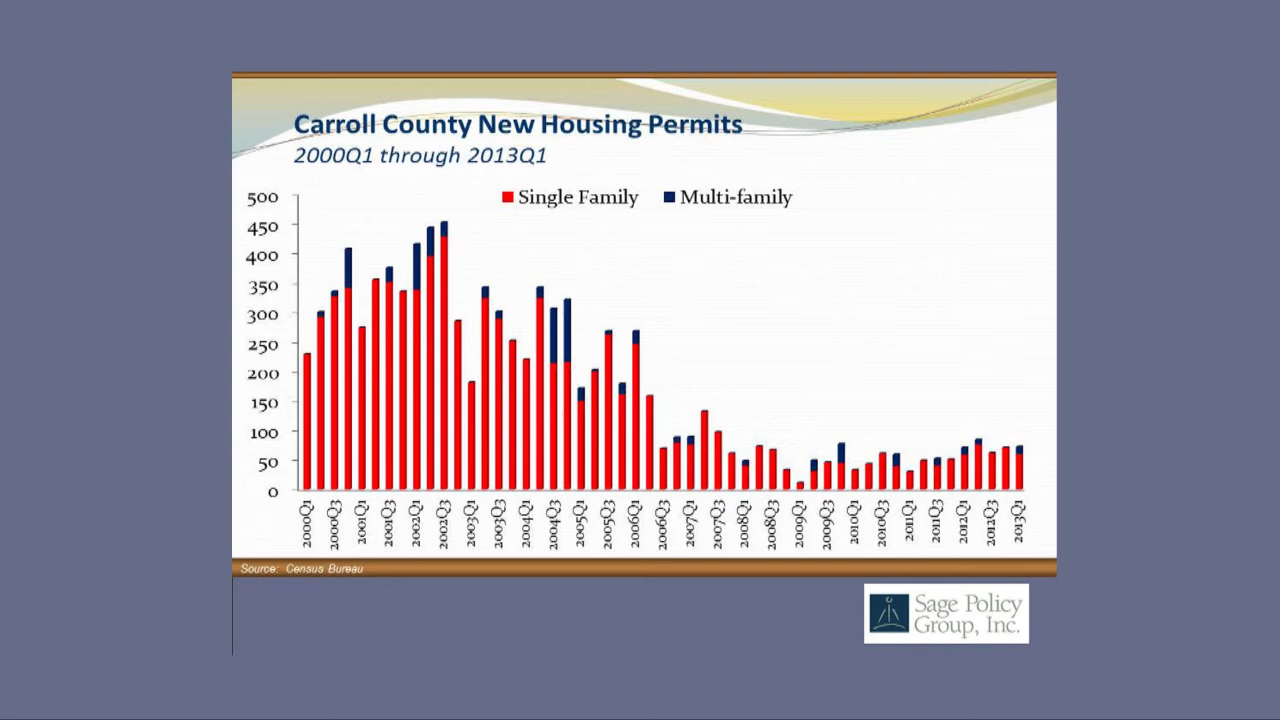 Carroll County New Housing Permits
2000Q1 through 2013Q1
Single Family
Multi-family
500
450
400
350
300
250
200
150
100
50
0
2000Q1
2000Q3
2001Q1
2001Q3
2002Q1
2002Q3
2003Q1
2003Q3
2004Q1
2004Q3
2005Q1
2005Q3
2006Q1
2006Q3
2007Q1
2007Q3
2008Q1
2008Q3
2009Q1
2009Q3
2010Q1
2010Q3
2011Q1
2011Q3
2012Q1
2012Q3
2013Q1
Source: Census Bureau
Sage Policy
Group, Inc.